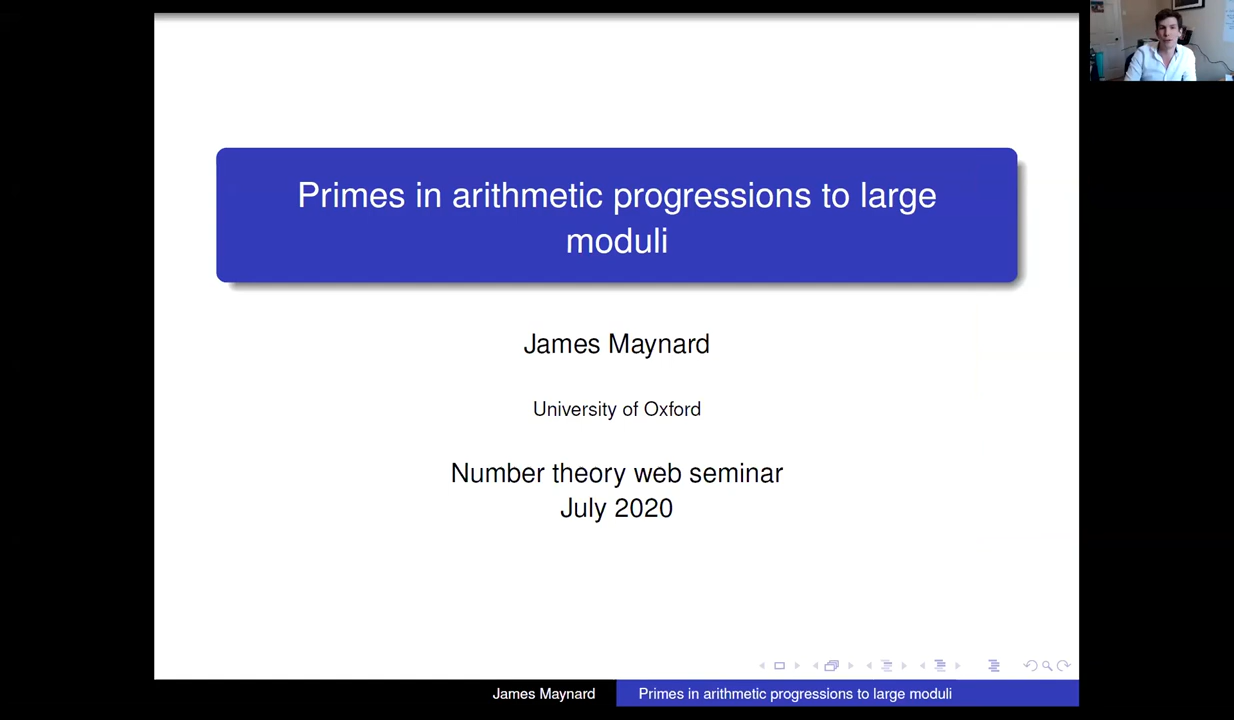 Primes in arithmetic progressions to large
moduli
James Maynard
University of Oxford
Number theory web seminar
July 2020
James Maynard
Primes in arithmetic progressions to large moduli